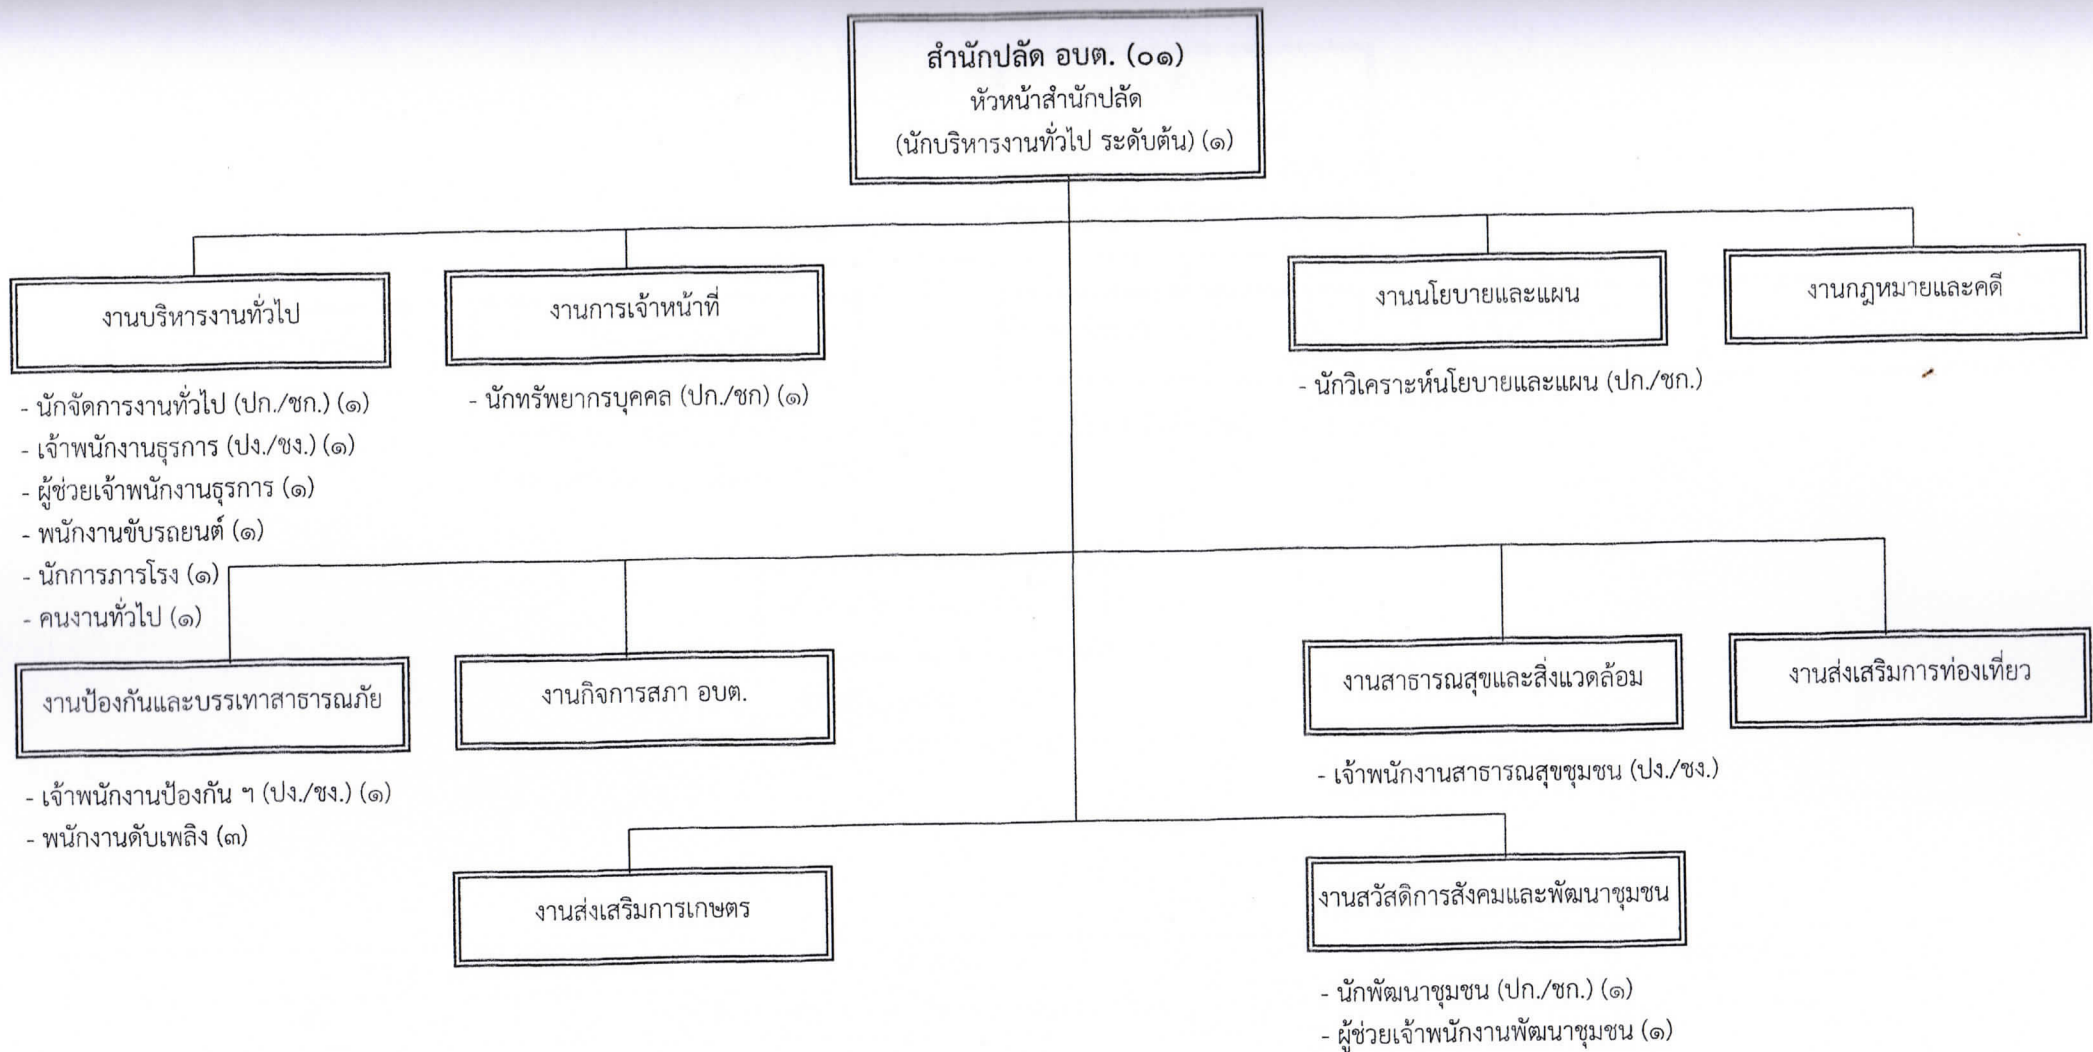 สำนักปลัด อบต. (๐๑)
หัวหน้าสำนักปลัด
(นักบริหารงานทั่วไป ระดับต้น) (๑)
งานบริหารงานทั่วไป
- นักจัดการงานทั่วไป (ปก./ชก.) (๑)
- เจ้าพนักงานธุรการ (ปง./ชง.) (๑)
- ผู้ช่วยเจ้าพนักงานธุรการ (๑)
- พนักงานขับรถยนต์ (๑)
- นักการภารโรง (๑)
- คนงานทั่วไป (๑)
งานการเจ้าหน้าที่
- นักทรัพยากรบุคคล (ปก./ชก) (๑)
งานนโยบายและแผน
- นักวิเคราะห์นโยบายและแผน (ปก./ชก.)
งานกฎหมายและคดี
งานป้องกันและบรรเทาสาธารณภัย
- เจ้าพนักงานป้องกัน ฯ (ปง./ชง.) (๑)
- พนักงานดับเพลิง (๓)
งานกิจการสภา อบต.
งานสาธารณสุขและสิ่งแวดล้อม
- เจ้าพนักงานสาธารณสุขชุมชน (ปง./ชง.)
งานส่งเสริมการท่องเที่ยว
งานส่งเสริมการเกษตร
งานสวัสดิการสังคมและพัฒนาชุมชน
- นักพัฒนาชุมชน (ปก./ชก.) (๑)
- ผู้ช่วยเจ้าพนักงานพัฒนาชุมชน (๑)